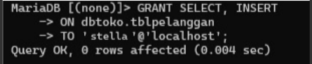 MariaDB [(none)]> GRANT SELECT, INSERT
    -> ON dbtoko.tblpelanggan
    -> TO 'stella'@'localhost';
Query OK, 0 rows affected (0.004 sec)